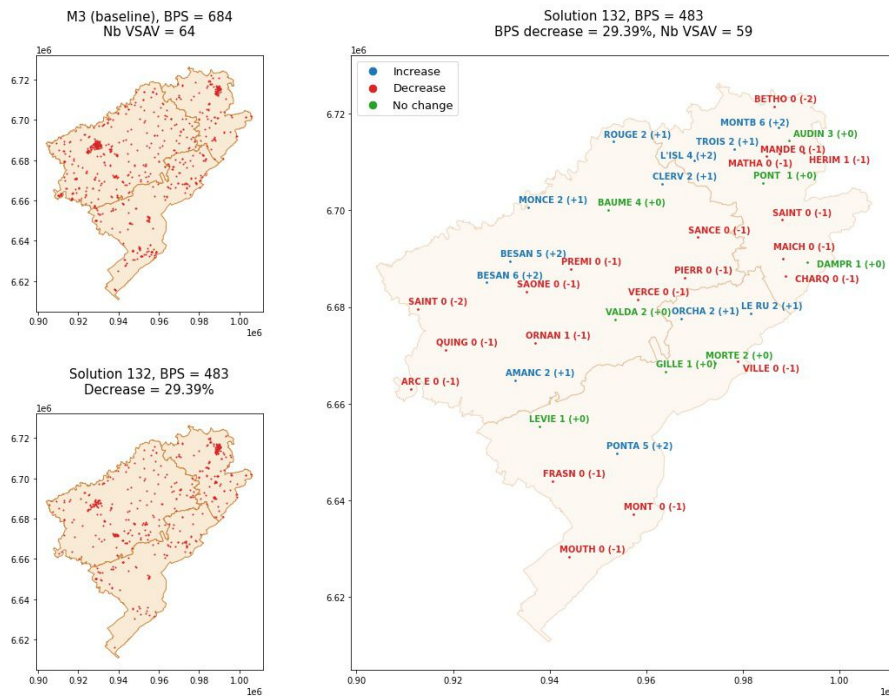 M3 (baseline), BPS = 684
Nb VSAV = 64
1e6
6.72
6.70
6.68
6.66
6.64
6.62
0.90
0.92
0.94
0.96
0.98
1.00
1e6
Solution 132, BPS = 483
Decrease = 29.39%
1e6
6.72
6.70
6.68
6.66
6.64
6.62
0.90
0.92
0.94
0.96
0.98
1.00
1e6
Solution 132, BPS = 483
BPS decrease = 29.39%, Nb VSAV = 59
1e6
Increase
Decrease
No change
6.72
6.70
6.68
6.66
6.64
6.62
BETHO 0 (-2)
MONTB 6 (+2)
ROUGE 2 (+1)
TROIS 2 (+1)
AUDIN 3 (+0)
L'ISL 4 (+2)
MANDE 0 (-1)
MATHA 0 (-1)
HERIM 1 (-1)
CLERV 2 (+1)
PONT 1 (+0)
MONCE 2 (+1)
BAUME 4 (+0)
SAINT 0 (-1)
SANCE 0 (-1)
BESAN 5 (+2)
PREMI 0 (-1)
MAICH 0 (-1)
DAMPR 1 (+0)
BESAN 6 (+2)
SAONE 0 (-1)
PIERR 0 (-1)
CHARQ 0 (-1)
SAINT 0 (-2)
VERCE 0 (-1)
VALDA 2 (+0)
ORCHA 2 (+1)
LE RU 2 (+1)
QUING 0 (-1)
ORNAN 1 (-1)
MORTE 2 (+0)
GILLE 1 (+0)
VILLE 0 (-1)
ARC E 0 (-1)
AMANC 2 (+1)
LEVIE 1 (+0)
PONTA 5 (+2)
FRASN 0 (-1)
MONT 0 (-1)
MOUTH 0 (-1)
0.90
0.92
0.94
0.96
0.98
1.00